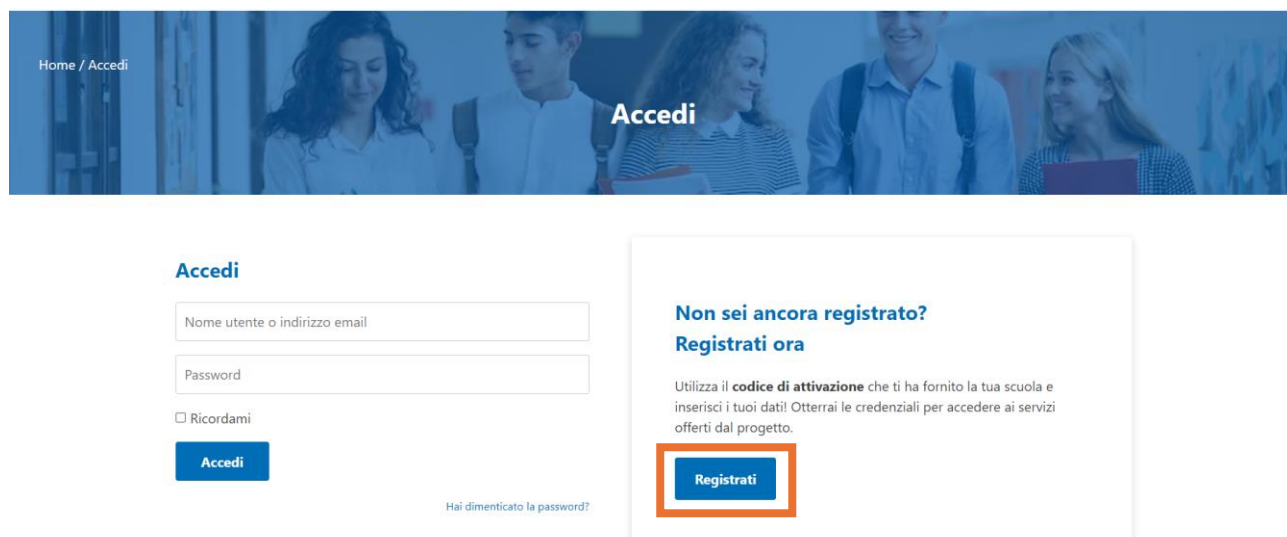 Home / Accedi
Accedi
Accedi
Nome utente o indirizzo email
Password
Ricordami
Accedi
Hai dimenticato la password?
Non sei ancora registrato?
Registrati ora
Utilizza il codice di attivazione che ti ha fornito la tua scuola e
inserisci i tuoi dati! Otterrai le credenziali per accedere ai servizi
offerti dal progetto.
Registrati